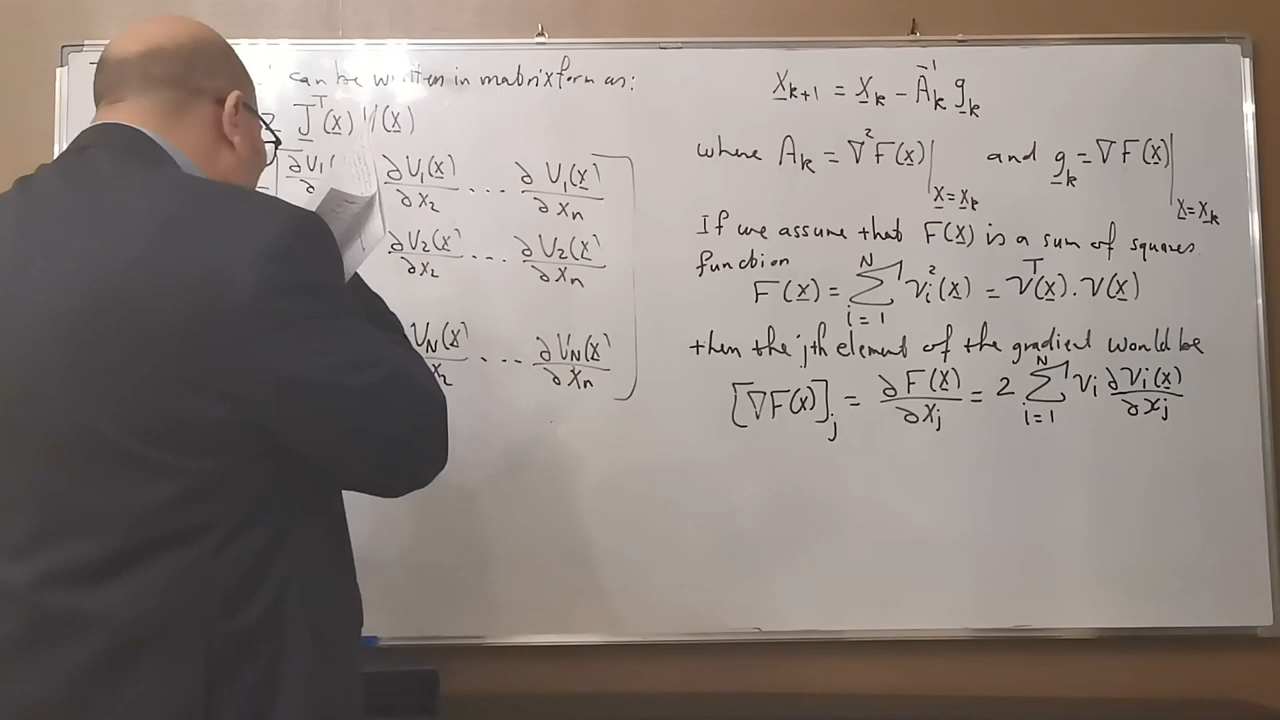 can be written in matrix form as:
2 J^T(x) V(x)
∂V1( ∂V1(x) ... ∂V1(x)
∂ ∂x2 ∂xn
∂V2(x) ... ∂V2(x)
∂x2 ∂xn
VN(x) ... ∂VN(x)
x2 ∂xn
x_{k+1} = x_k - A_k^{-1} g_k
where A_k = ∇²F(x)| x=x_k and g_k = ∇F(x)| x=x_k
If we assume that F(x) is a sum of squares
function
F(x) = Σ_{i=1}^{N} v_i²(x) = v^T(x).v(x)
then the jth element of the gradient would be
[∇F(x)]_j = ∂F(x)/∂x_j = 2 Σ_{i=1}^{N} v_i ∂v_i(x)/∂x_j